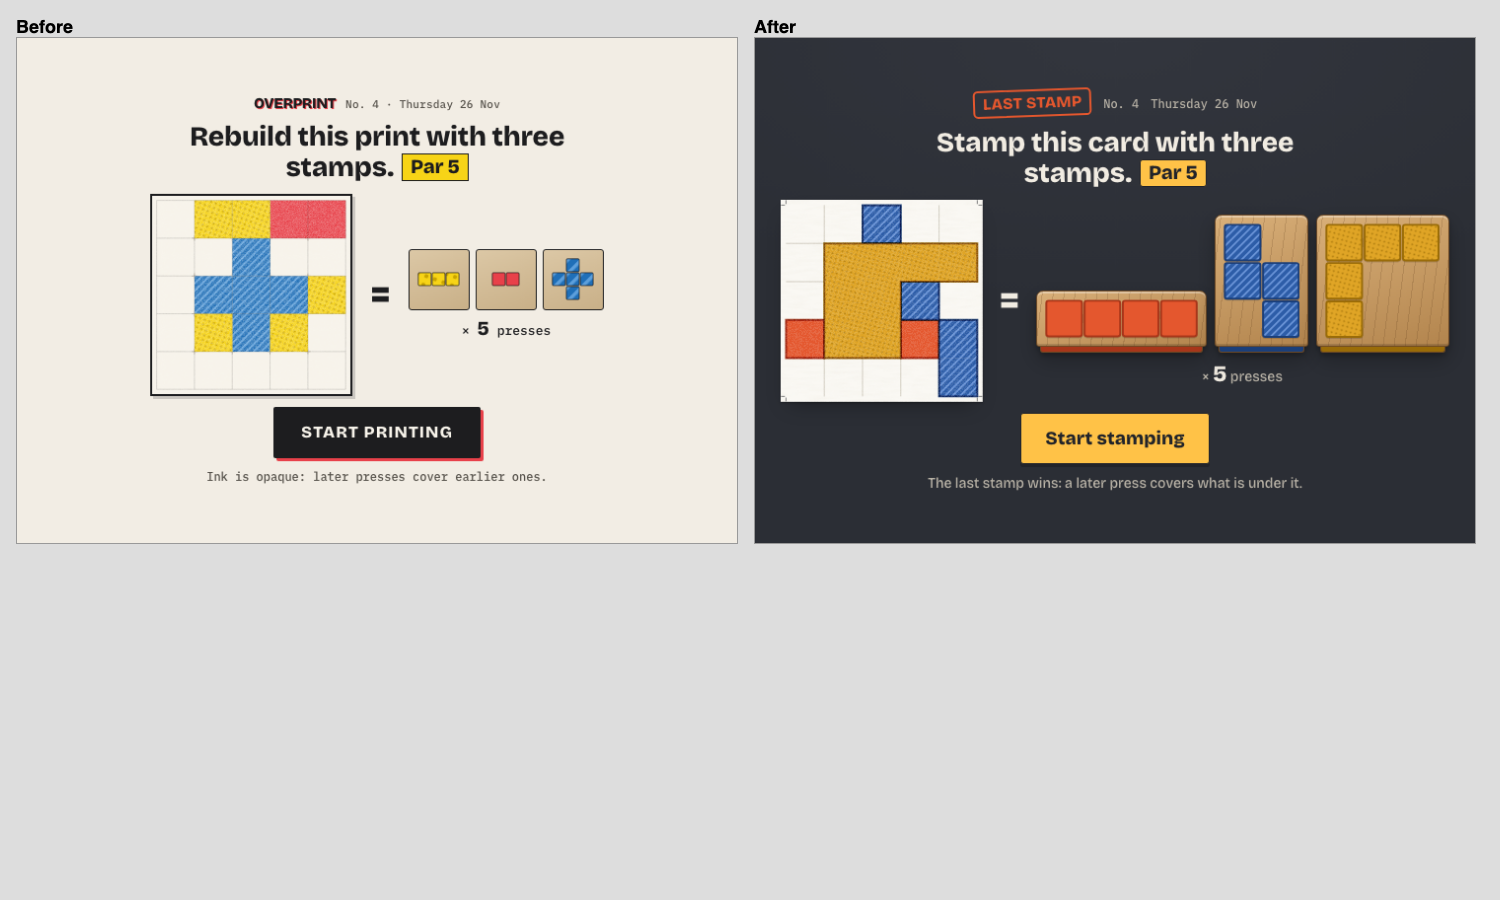 Before
OVERPRINT No. 4 · Thursday 26 Nov
Rebuild this print with three
stamps. Par 5
=
× 5 presses
START PRINTING
Ink is opaque: later presses cover earlier ones.
After
LAST STAMP No. 4 Thursday 26 Nov
Stamp this card with three
stamps. Par 5
=
× 5 presses
Start stamping
The last stamp wins: a later press covers what is under it.